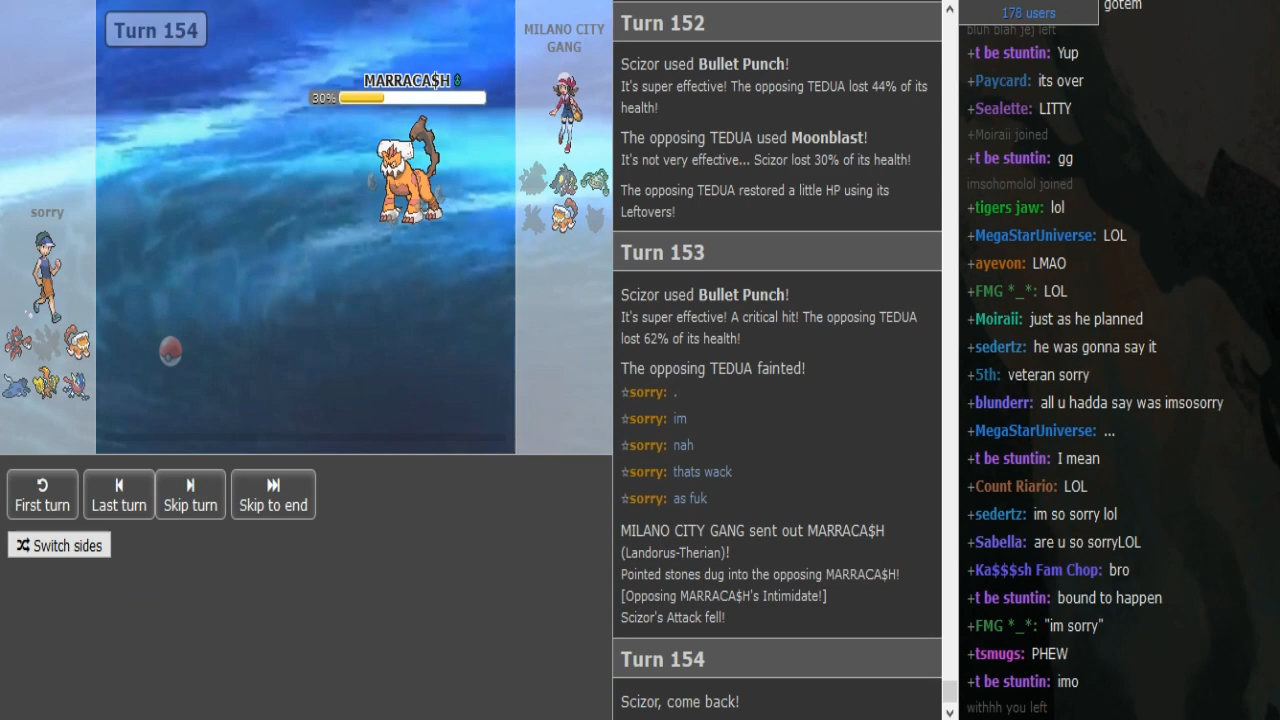 Turn 154
MILANO CITY
GANG
MARRACA$H
30%
sorry
First turn
Last turn
Skip turn
Skip to end
Switch sides
Turn 152
Scizor used Bullet Punch!
It's super effective! The opposing TEDUA lost 44% of its
health!
The opposing TEDUA used Moonblast!
It's not very effective... Scizor lost 30% of its health!
The opposing TEDUA restored a little HP using its
Leftovers!
Turn 153
Scizor used Bullet Punch!
It's super effective! A critical hit! The opposing TEDUA
lost 62% of its health!
The opposing TEDUA fainted!
☆sorry: .
☆sorry: im
☆sorry: nah
☆sorry: thats wack
☆sorry: as fuk
MILANO CITY GANG sent out MARRACA$H
(Landorus-Therian)!
Pointed stones dug into the opposing MARRACA$H!
[Opposing MARRACA$H's Intimidate!]
Scizor's Attack fell!
Turn 154
Scizor, come back!
178 users
gotem
bluh blah jej left
+t be stuntin: Yup
+Paycard: its over
+Sealette: LITTY
+Moiraii joined
+t be stuntin: gg
imsohomolol joined
+tigers jaw: lol
+MegaStarUniverse: LOL
+ayevon: LMAO
+FMG *_*: LOL
+Moiraii: just as he planned
+sedertz: he was gonna say it
+5th: veteran sorry
+blunderr: all u hadda say was imsosorry
+MegaStarUniverse: ...
+t be stuntin: I mean
+Count Riario: LOL
+sedertz: im so sorry lol
+Sabella: are u so sorryLOL
+Ka$$$sh Fam Chop: bro
+t be stuntin: bound to happen
+FMG *_*: "im sorry"
+tsmugs: PHEW
+t be stuntin: imo
withhh you left